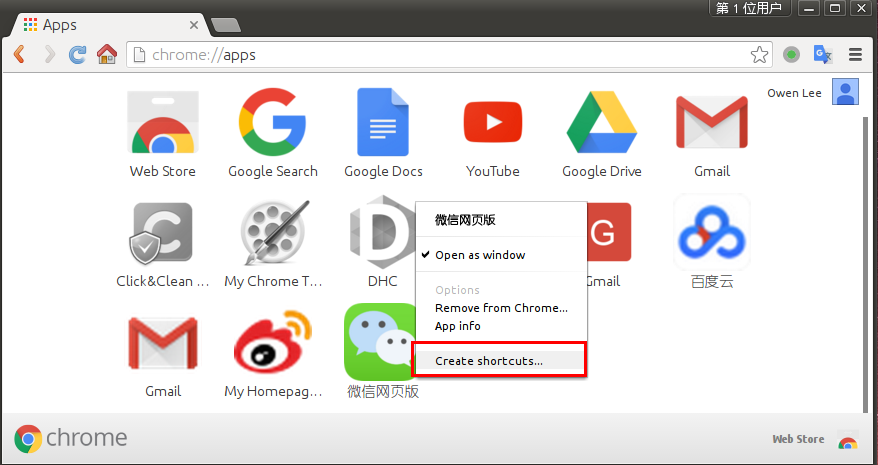 第 1 位用户
Apps
chrome://apps
Owen Lee
Web Store
Google Search
Google Docs
YouTube
Google Drive
Gmail
Click&Clean ...
My Chrome T...
DHC
Gmail
百度云
微信网页版
Open as window
Options
Remove from Chrome...
App info
Create shortcuts...
Gmail
My Homepag...
微信网页版
chrome
Web Store